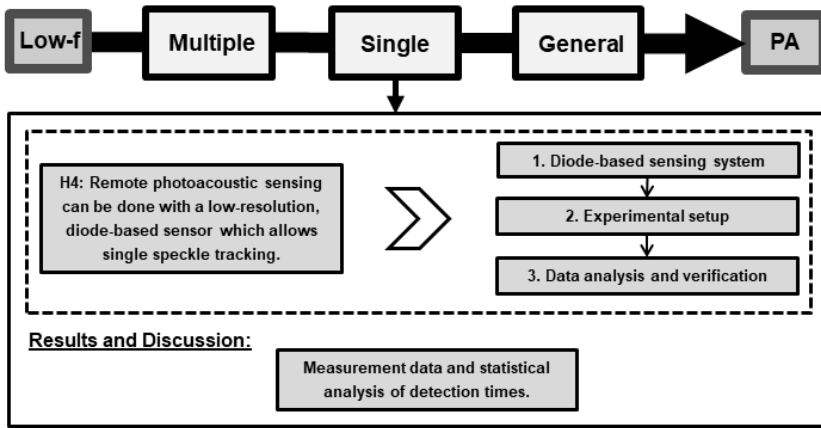 Low-f
Multiple
Single
General
PA
H4: Remote photoacoustic sensing
can be done with a low-resolution,
diode-based sensor which allows
single speckle tracking.
1. Diode-based sensing system
2. Experimental setup
3. Data analysis and verification
Results and Discussion:
Measurement data and statistical
analysis of detection times.